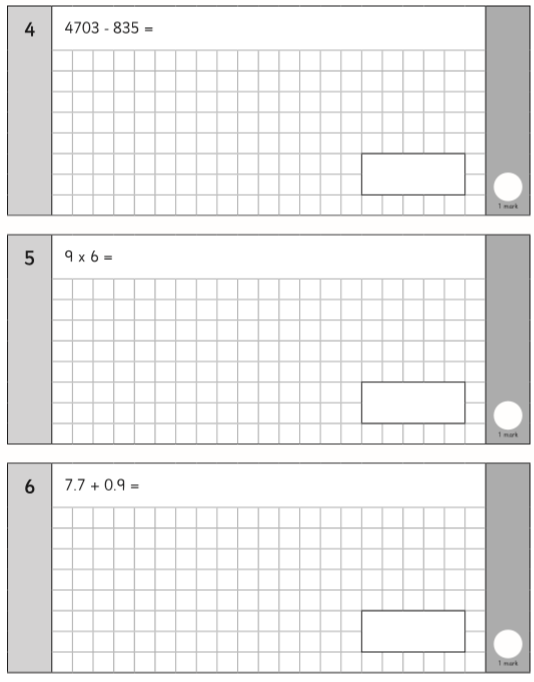 4 4703 - 835 =
1 mark
5 9 x 6 =
1 mark
6 7.7 + 0.9 =
1 mark